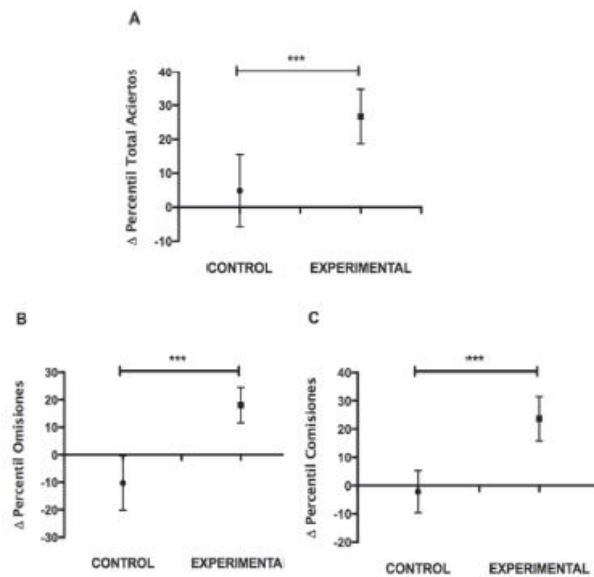 A
***
Δ Percentil Total Aciertos
40
30
20
10
0
-10
CONTROL EXPERIMENTAL
B
***
Δ Percentil Omisiones
30
20
10
0
-10
-20
-30
CONTROL EXPERIMENTA
C
***
Δ Percentil Comisiones
40
30
20
10
0
-10
-20
CONTROL EXPERIMENTAL